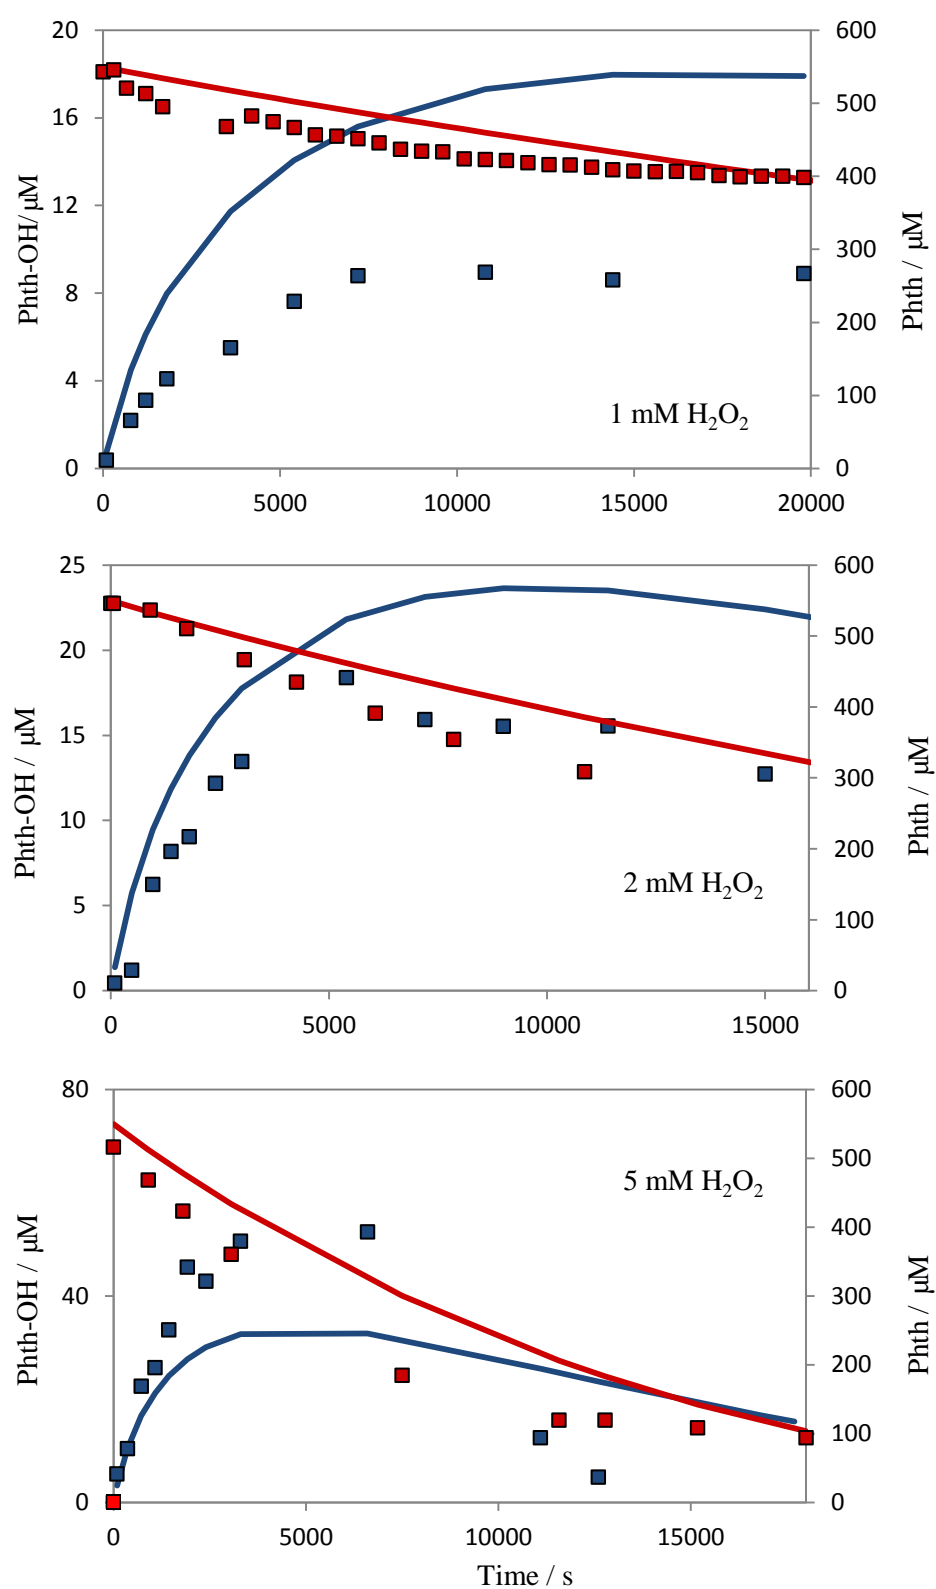 20
16
12
8
4
0
Phth-OH/µM
600
500
400
300
200
100
0
Phth / µM
1 mM H₂O₂
0 5000 10000 15000 20000
25
20
15
10
5
0
Phth-OH / µM
600
500
400
300
200
100
0
Phth / µM
2 mM H₂O₂
0 5000 10000 15000
80
40
0
Phth-OH / µM
600
500
400
300
200
100
0
Phth / µM
5 mM H₂O₂
0 5000 10000 15000
Time / s